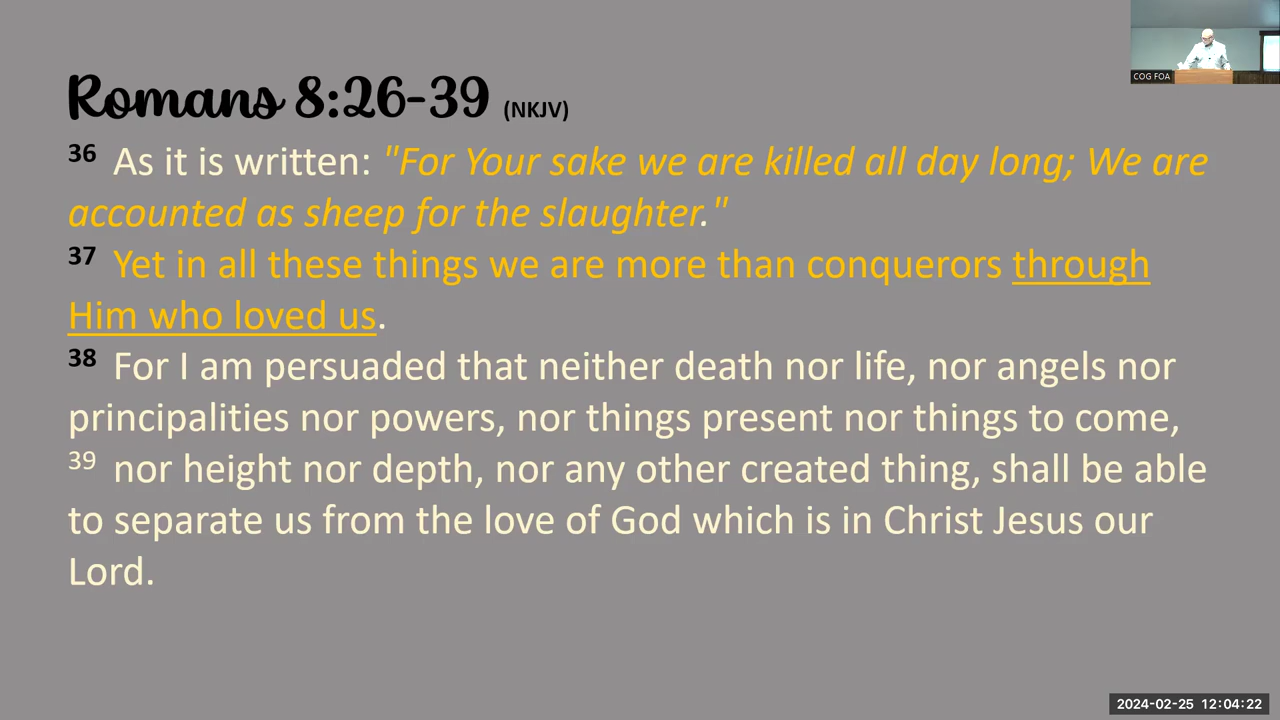 COG FOA
Romans 8:26-39 (NKJV)
36 As it is written: "For Your sake we are killed all day long; We are
accounted as sheep for the slaughter."
37 Yet in all these things we are more than conquerors through
Him who loved us.
38 For I am persuaded that neither death nor life, nor angels nor
principalities nor powers, nor things present nor things to come,
39 nor height nor depth, nor any other created thing, shall be able
to separate us from the love of God which is in Christ Jesus our
Lord.
2024-02-25 12:04:22